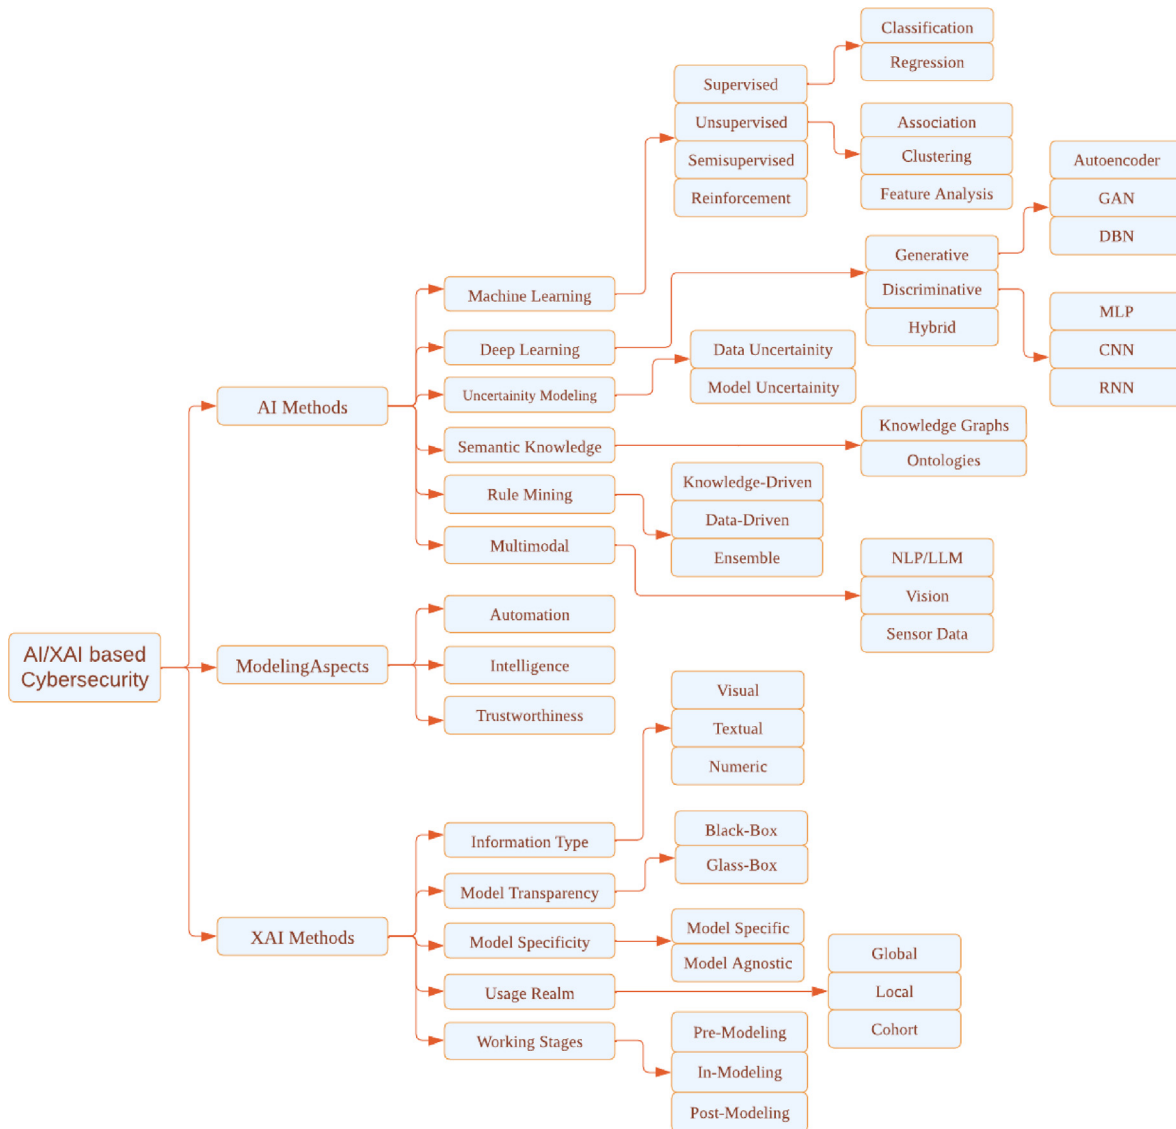 AI/XAI based
Cybersecurity
AI Methods
Machine Learning
Supervised
Classification
Regression
Unsupervised
Association
Clustering
Feature Analysis
Semisupervised
Reinforcement
Deep Learning
Generative
Autoencoder
GAN
DBN
Discriminative
MLP
CNN
RNN
Hybrid
Uncertainity Modeling
Data Uncertainity
Model Uncertainity
Semantic Knowledge
Knowledge Graphs
Ontologies
Rule Mining
Knowledge-Driven
Data-Driven
Ensemble
Multimodal
NLP/LLM
Vision
Sensor Data
ModelingAspects
Automation
Intelligence
Trustworthiness
XAI Methods
Information Type
Visual
Textual
Numeric
Model Transparency
Black-Box
Glass-Box
Model Specificity
Model Specific
Model Agnostic
Usage Realm
Global
Local
Cohort
Working Stages
Pre-Modeling
In-Modeling
Post-Modeling